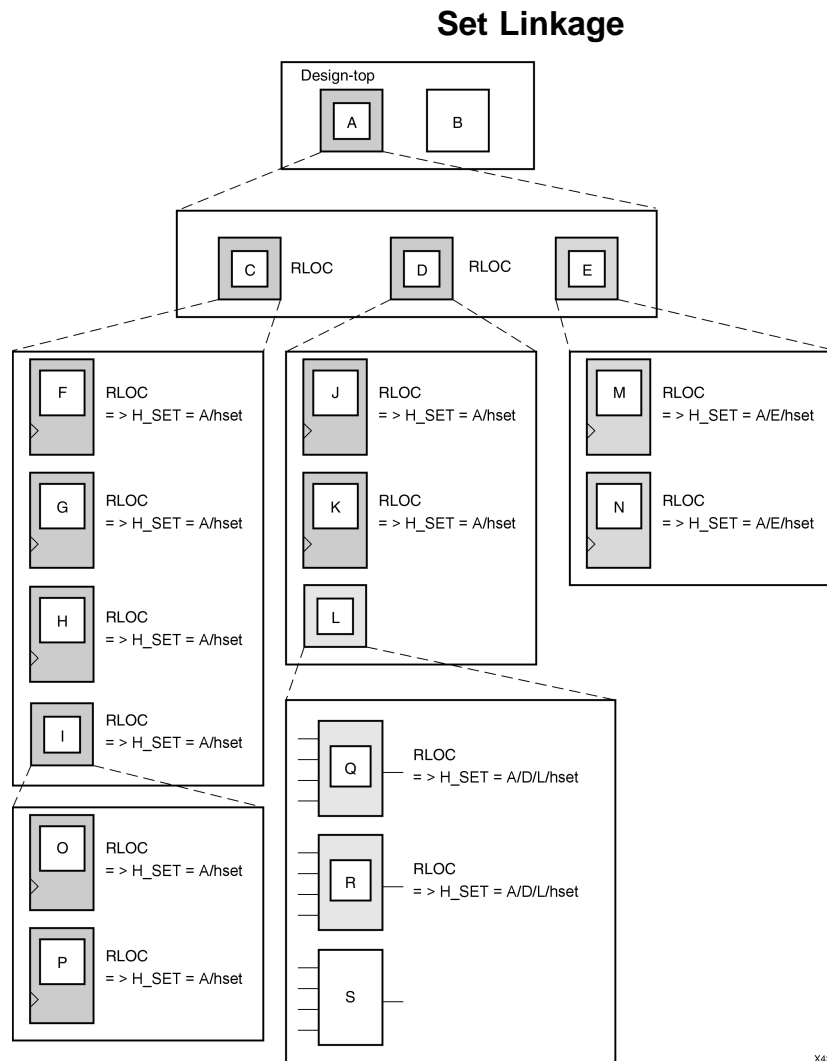 Set Linkage
Design-top
A
B
C
RLOC
D
RLOC
E
F
RLOC
= > H_SET = A/hset
G
RLOC
= > H_SET = A/hset
H
RLOC
= > H_SET = A/hset
I
RLOC
= > H_SET = A/hset
O
RLOC
= > H_SET = A/hset
P
RLOC
= > H_SET = A/hset
J
RLOC
= > H_SET = A/hset
K
RLOC
= > H_SET = A/hset
L
Q
RLOC
= > H_SET = A/D/L/hset
R
RLOC
= > H_SET = A/D/L/hset
S
M
RLOC
= > H_SET = A/E/hset
N
RLOC
= > H_SET = A/E/hset